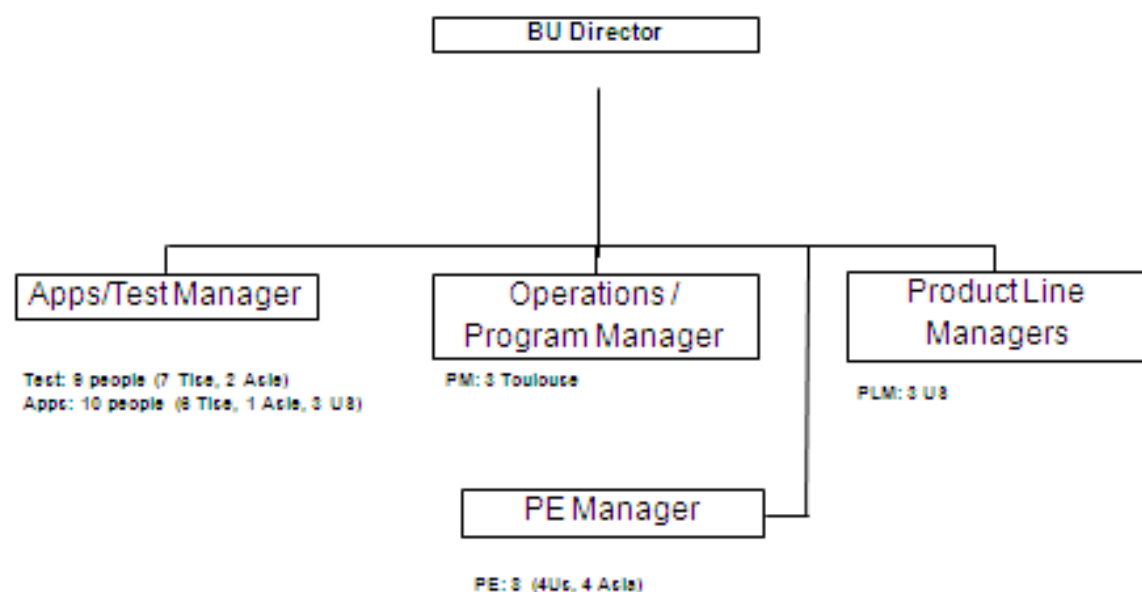 BU Director
Apps/Test Manager
Operations /
Program Manager
Product Line
Managers
Test: 9 people (7 Tlse, 2 Asie)
Apps: 10 people (6 Tlse, 1 Asie, 3 US)
PM: 3 Toulouse
PLM: 3 US
PE Manager
PE: 8 (4Us, 4 Asia)